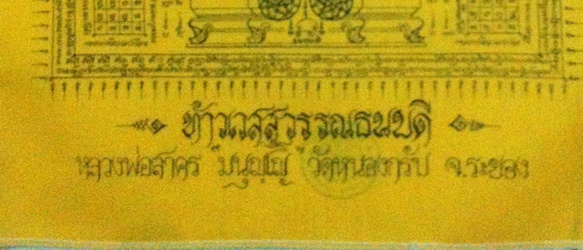 ท้าวเวสสุวรรณธนบดี
หลวงพ่อสาคร มนุญฺโญ วัดหนองกรับ จ.ระยอง